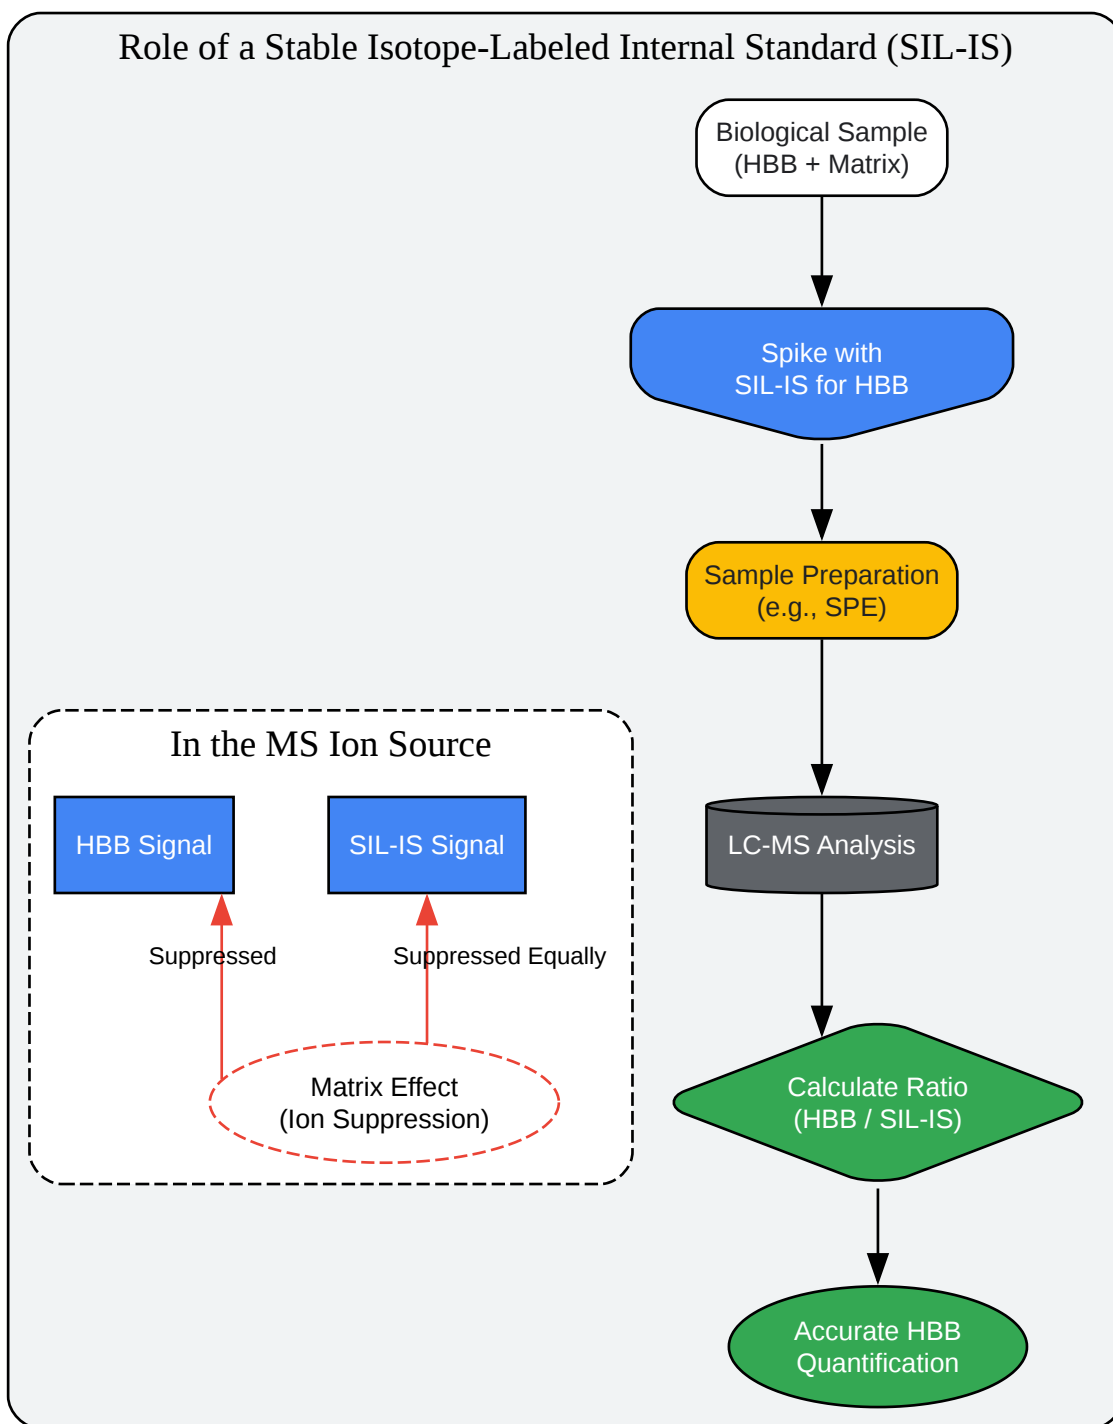 Role of a Stable Isotope-Labeled Internal Standard (SIL-IS)
Biological Sample
(HBB + Matrix)
Spike with
SIL-IS for HBB
Sample Preparation
(e.g., SPE)
In the MS Ion Source
HBB Signal
SIL-IS Signal
LC-MS Analysis
Suppressed
Suppressed Equally
Matrix Effect
(Ion Suppression)
Calculate Ratio
(HBB / SIL-IS)
Accurate HBB
Quantification